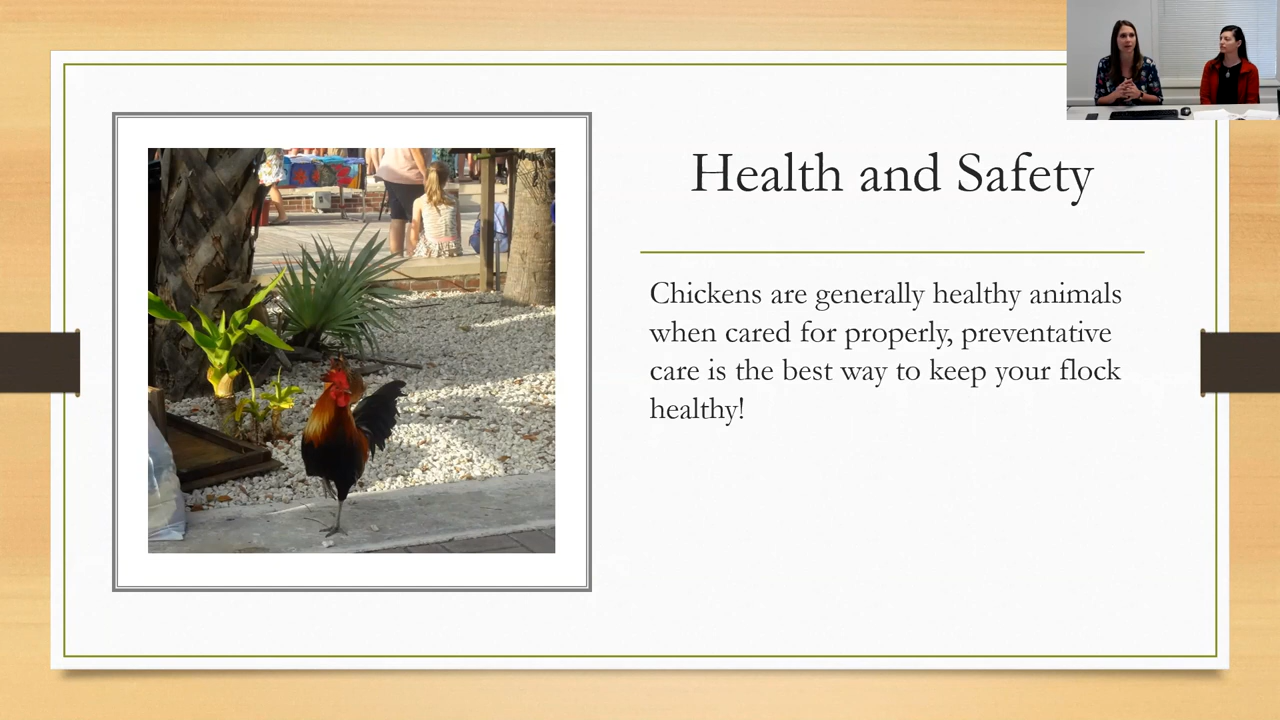 Health and Safety
Chickens are generally healthy animals
when cared for properly, preventative
care is the best way to keep your flock
healthy!